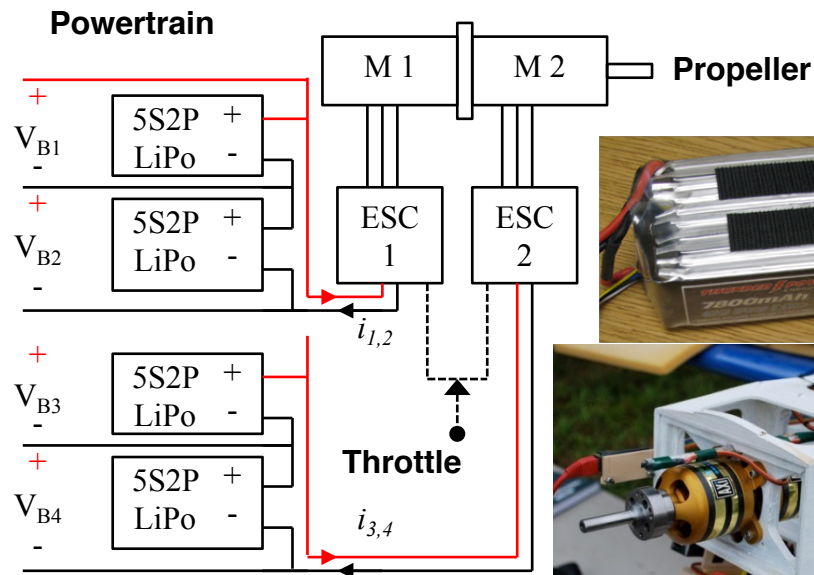 Powertrain
M 1
M 2
Propeller
+
V_B1
-
5S2P +
LiPo -
+
V_B2
-
5S2P +
LiPo -
ESC
1
ESC
2
i_1,2
7800mAh
+
V_B3
-
5S2P +
LiPo -
+
V_B4
-
5S2P +
LiPo -
Throttle
i_3,4
AXI